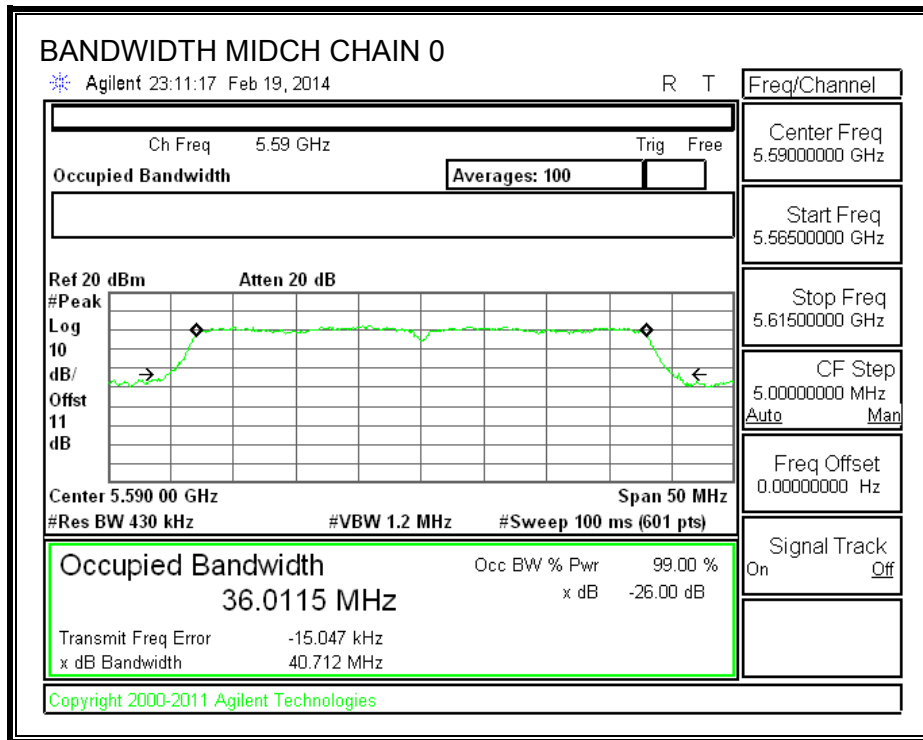 BANDWIDTH MIDCH CHAIN 0
Agilent 23:11:17 Feb 19, 2014 R T
Freq/Channel
Ch Freq 5.59 GHz Trig Free
Occupied Bandwidth Averages: 100
Center Freq
5.59000000 GHz
Start Freq
5.56500000 GHz
Stop Freq
5.61500000 GHz
CF Step
5.00000000 MHz
Auto Man
Freq Offset
0.00000000 Hz
Signal Track
On Off
Ref 20 dBm Atten 20 dB
#Peak
Log
10
dB/
Offst
11
dB
Center 5.590 00 GHz Span 50 MHz
#Res BW 430 kHz #VBW 1.2 MHz #Sweep 100 ms (601 pts)
Occupied Bandwidth Occ BW % Pwr 99.00 %
36.0115 MHz x dB -26.00 dB
Transmit Freq Error -15.047 kHz
x dB Bandwidth 40.712 MHz
Copyright 2000-2011 Agilent Technologies